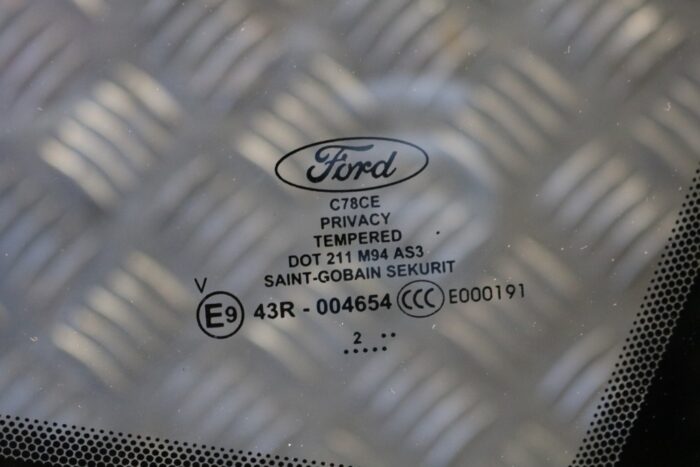 Ford
C78CE
PRIVACY
TEMPERED
DOT 211 M94 AS3
SAINT-GOBAIN SEKURIT
V
E9 43R - 004654 CCC E000191
2 ..
.....